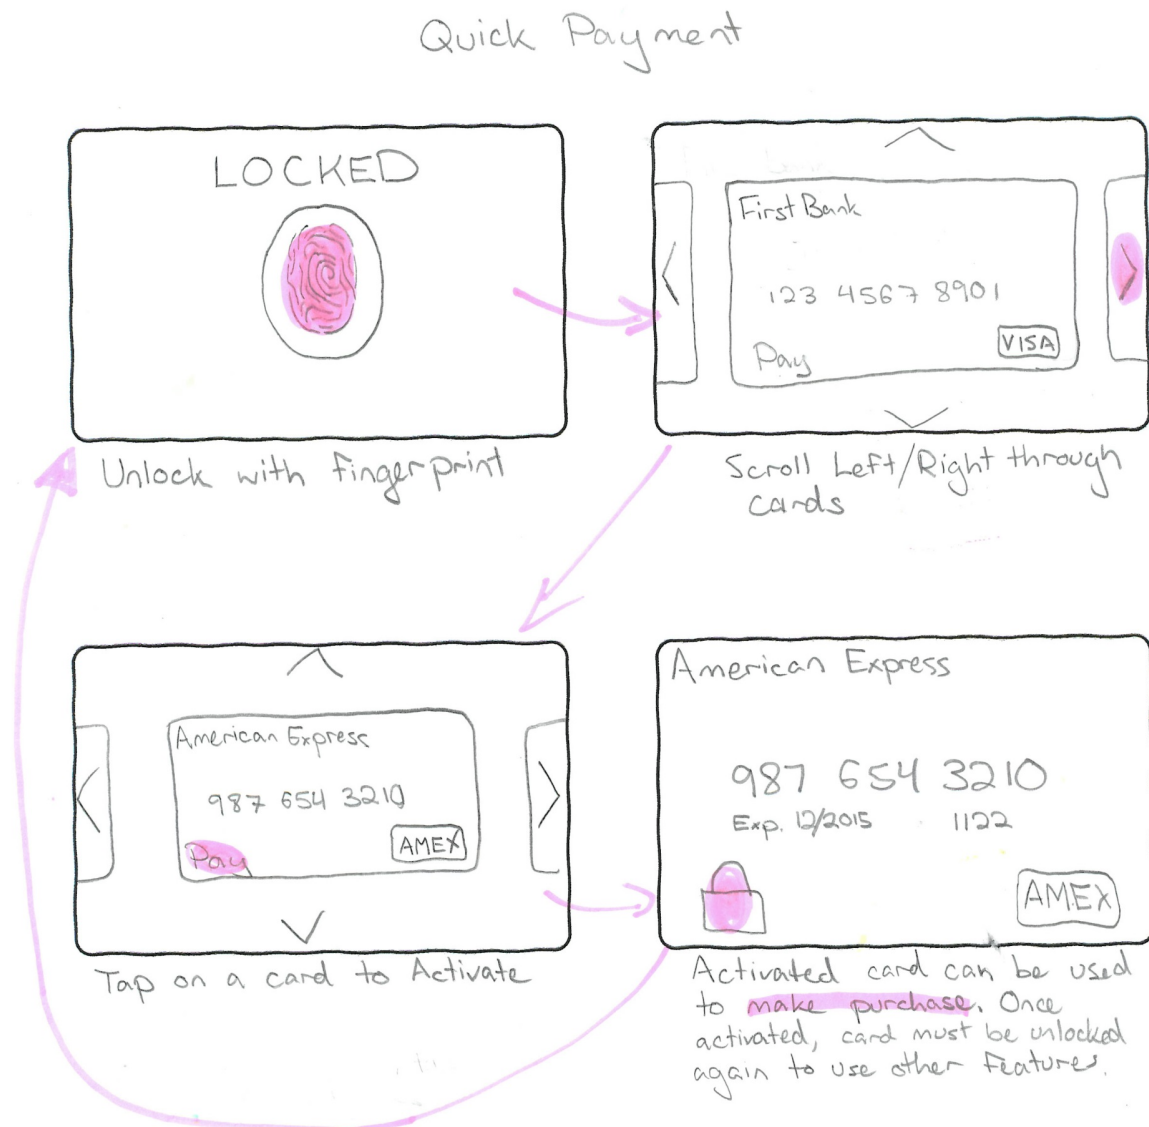 Quick Payment
LOCKED
Unlock with fingerprint
First Bank
123 4567 8901
Pay
VISA
Scroll Left/Right through
cards
American Express
987 654 3210
Pay
AMEX
Tap on a card to Activate
American Express
987 654 3210
Exp. 12/2015 1122
AMEX
Activated card can be used
to make purchase. Once
activated, card must be unlocked
again to use other features.